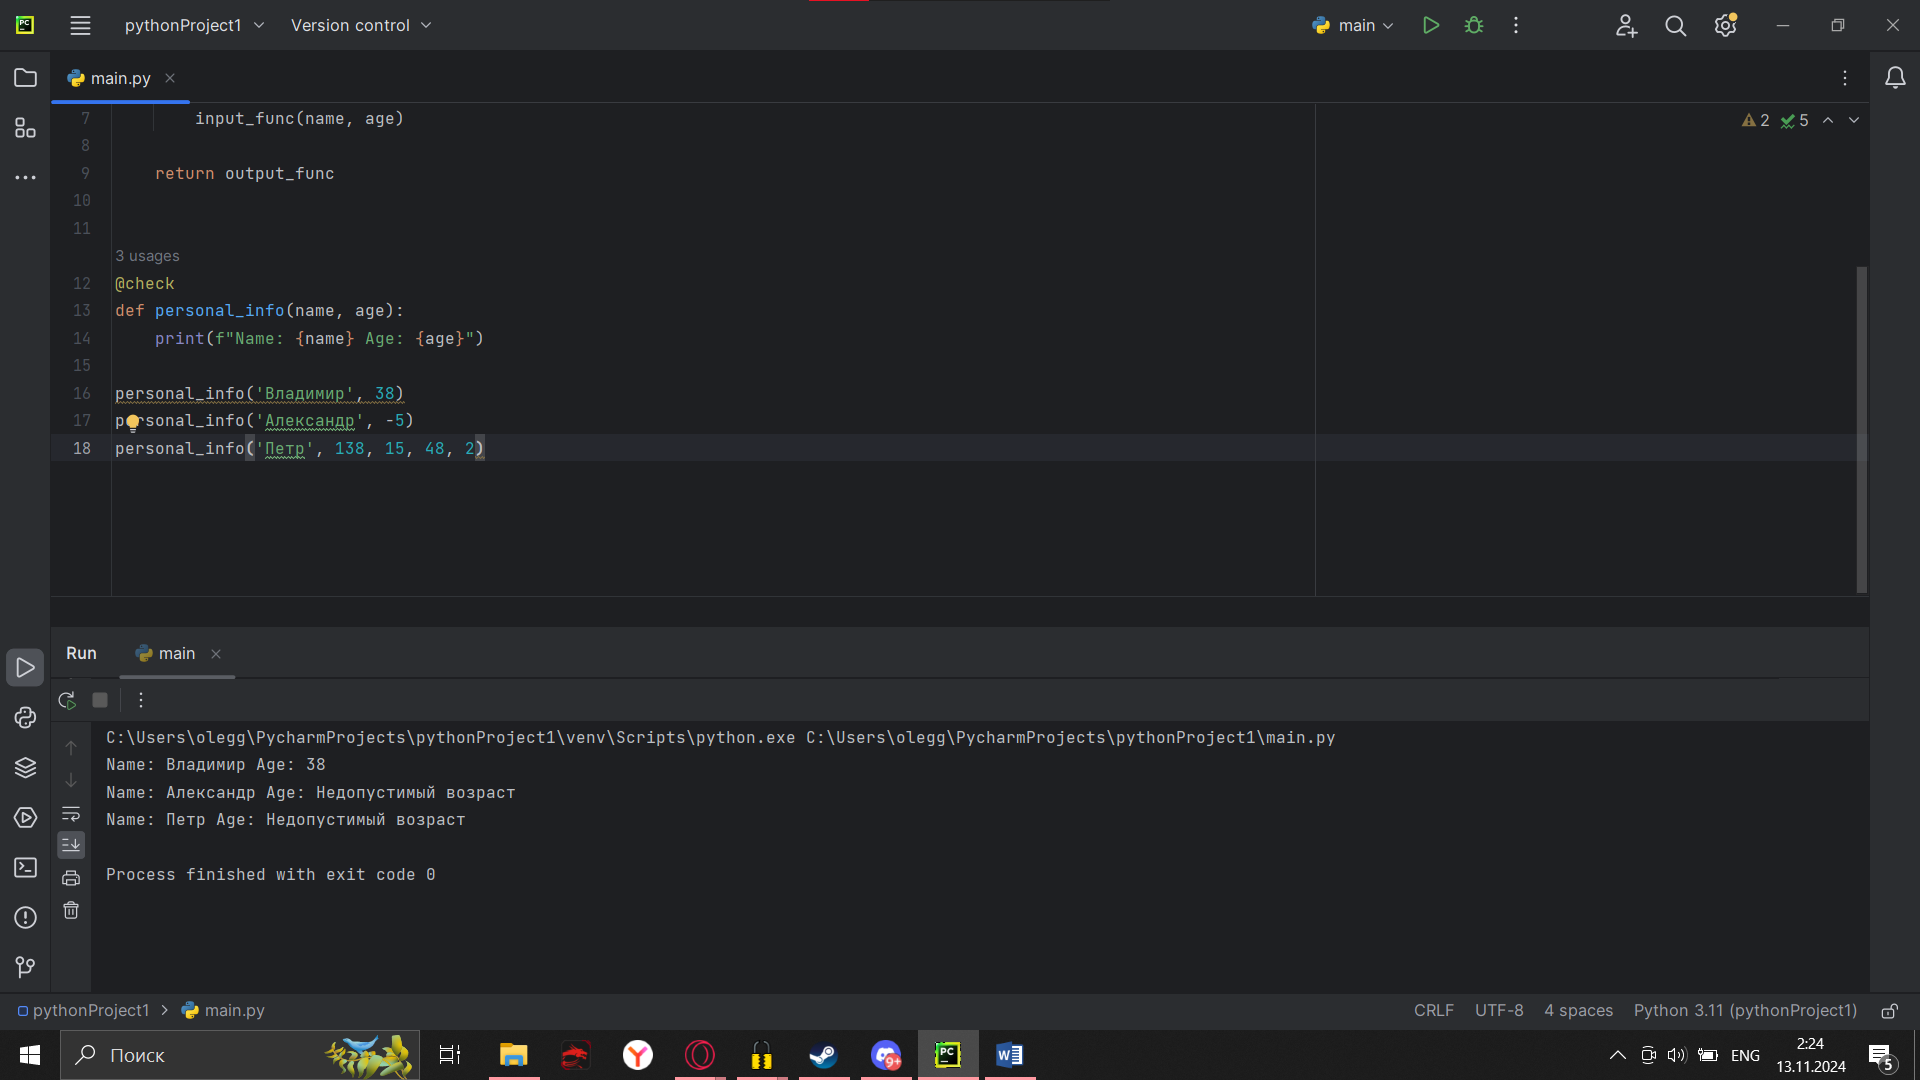 pythonProject1 Version control main
main.py
7 input_func(name, age)
2 5
8
9 return output_func
10
11
3 usages
12 @check
13 def personal_info(name, age):
14 print(f"Name: {name} Age: {age}")
15
16 personal_info('Владимир', 38)
17 personal_info('Александр', -5)
18 personal_info('Петр', 138, 15, 48, 2)
Run main
C:\Users\olegg\PycharmProjects\pythonProject1\venv\Scripts\python.exe C:\Users\olegg\PycharmProjects\pythonProject1\main.py
Name: Владимир Age: 38
Name: Александр Age: Недопустимый возраст
Name: Петр Age: Недопустимый возраст
Process finished with exit code 0
pythonProject1 > main.py CRLF UTF-8 4 spaces Python 3.11 (pythonProject1)
Поиск 9+ PC W ENG 2:24
13.11.2024 5